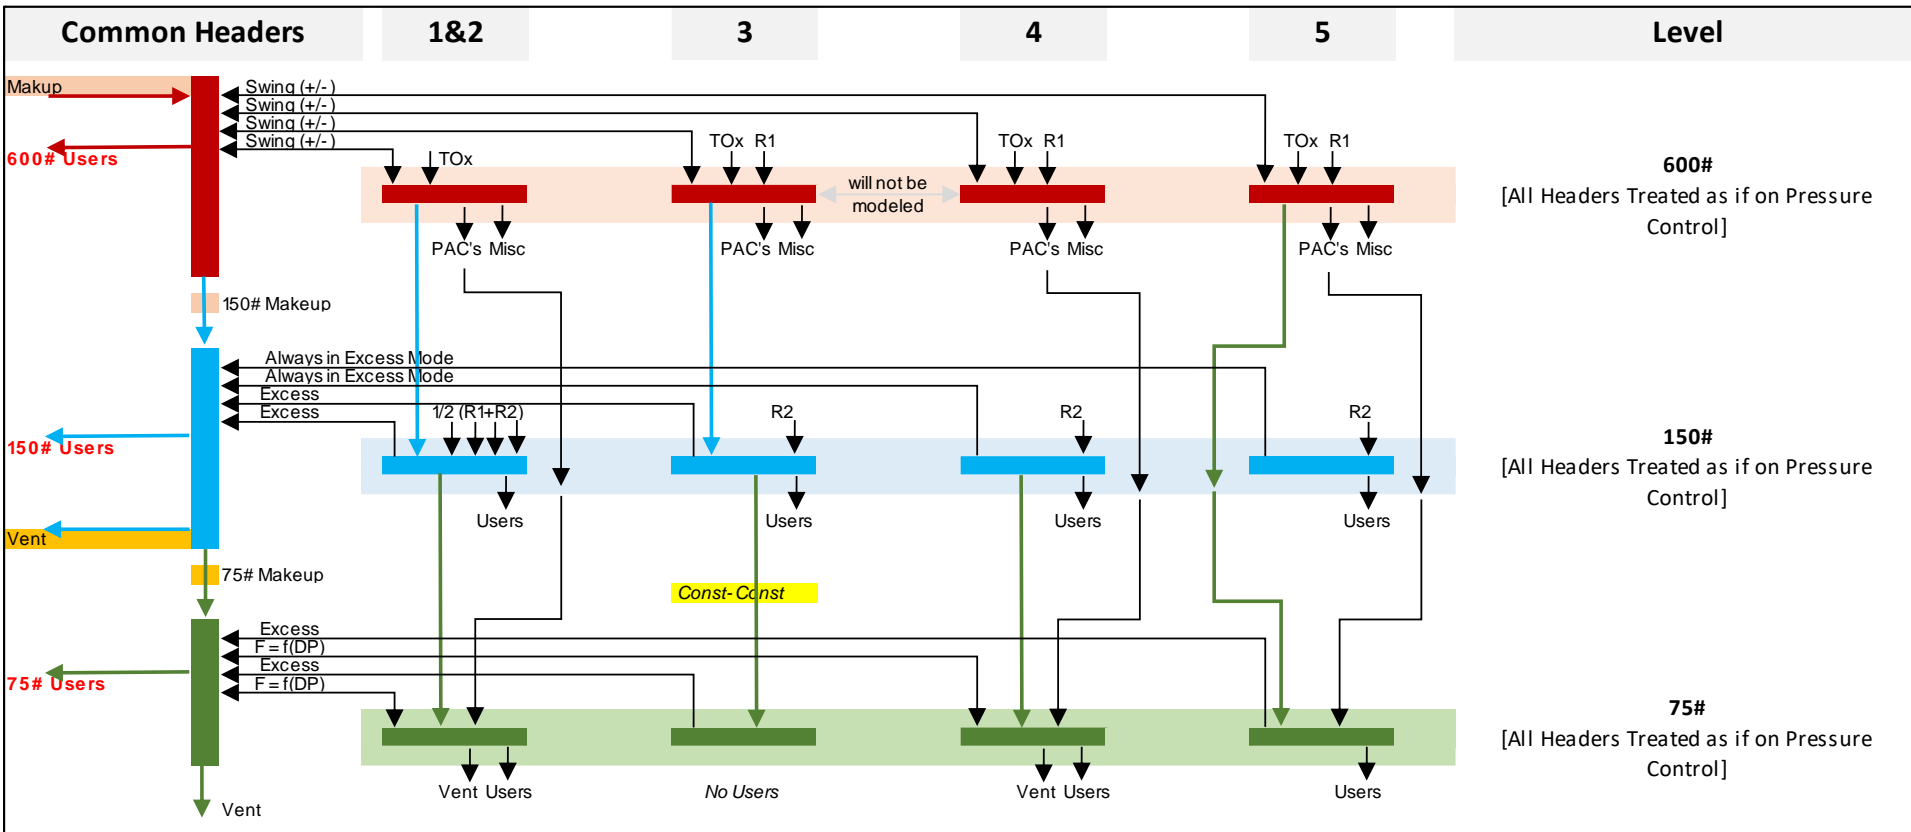 Common Headers
1&2
3
4
5
Level
Makup
Swing (+/-)
Swing (+/-)
Swing (+/-)
Swing (+/-)
600# Users
TOx
TOx R1
TOx R1
TOx R1
will not be
modeled
600#
[All Headers Treated as if on Pressure
Control]
PAC's Misc
PAC's Misc
PAC's Misc
PAC's Misc
150# Makeup
Always in Excess Mode
Always in Excess Mode
Excess
Excess
1/2 (R1+R2)
R2
R2
R2
150# Users
150#
[All Headers Treated as if on Pressure
Control]
Users
Users
Users
Users
Vent
75# Makeup
Const-Const
Excess
F = f(DP)
Excess
F = f(DP)
75# Users
75#
[All Headers Treated as if on Pressure
Control]
Vent Users
No Users
Vent Users
Users
Vent